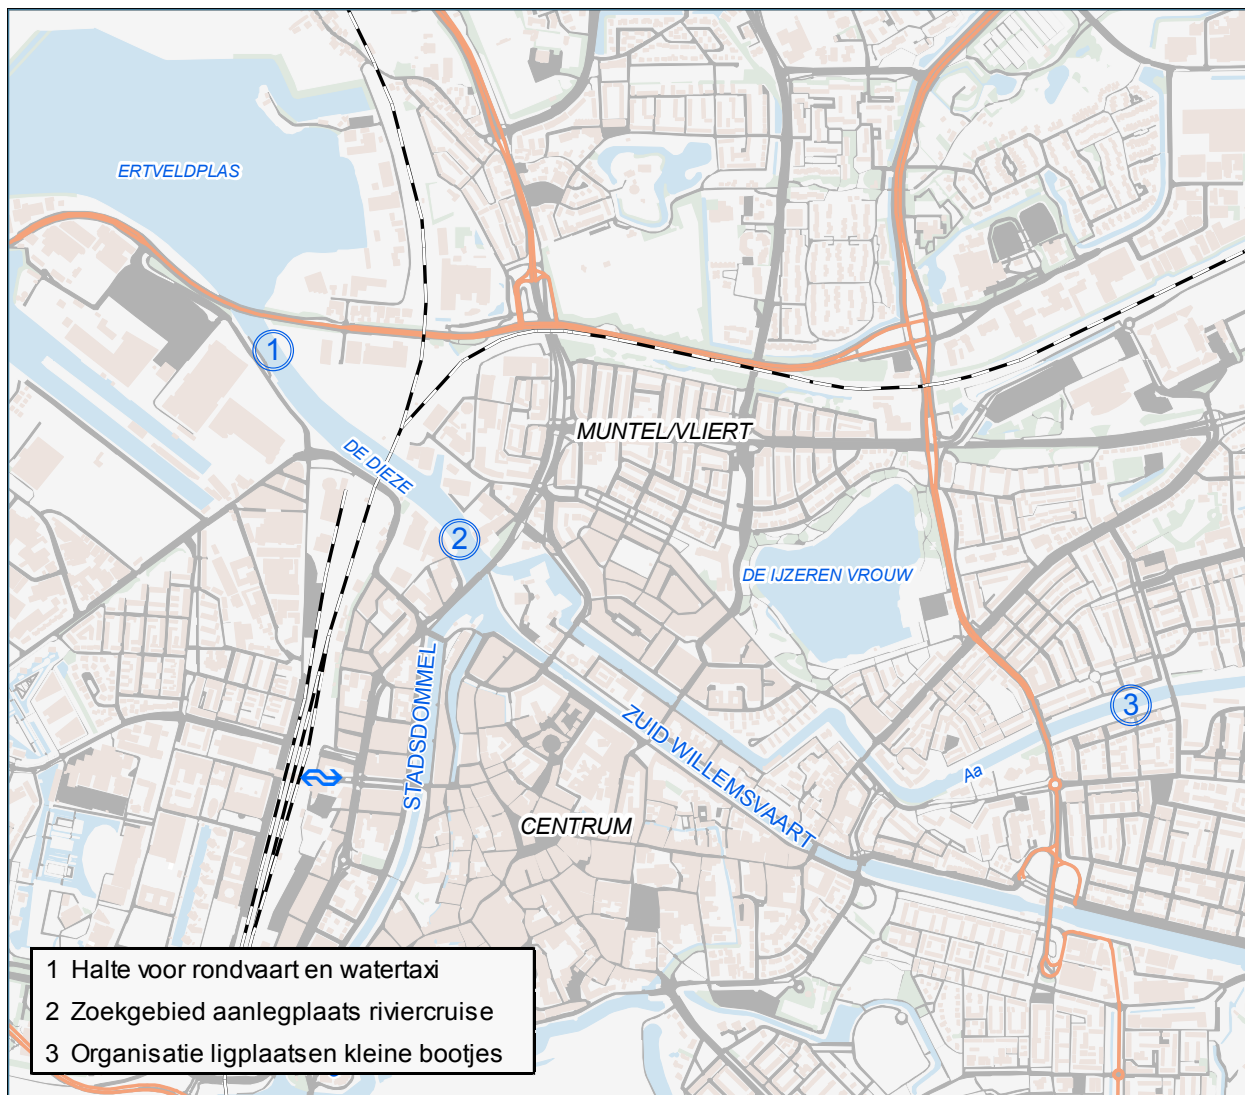 ERTVELDPLAS
1
MUNTEL/VLIERT
DE DIEZE
2
DE IJZEREN VROUW
STADSDOMMEL
ZUID WILLEMSVAART
3
Aa
CENTRUM
1 Halte voor rondvaart en watertaxi
2 Zoekgebied aanlegplaats riviercruise
3 Organisatie ligplaatsen kleine bootjes